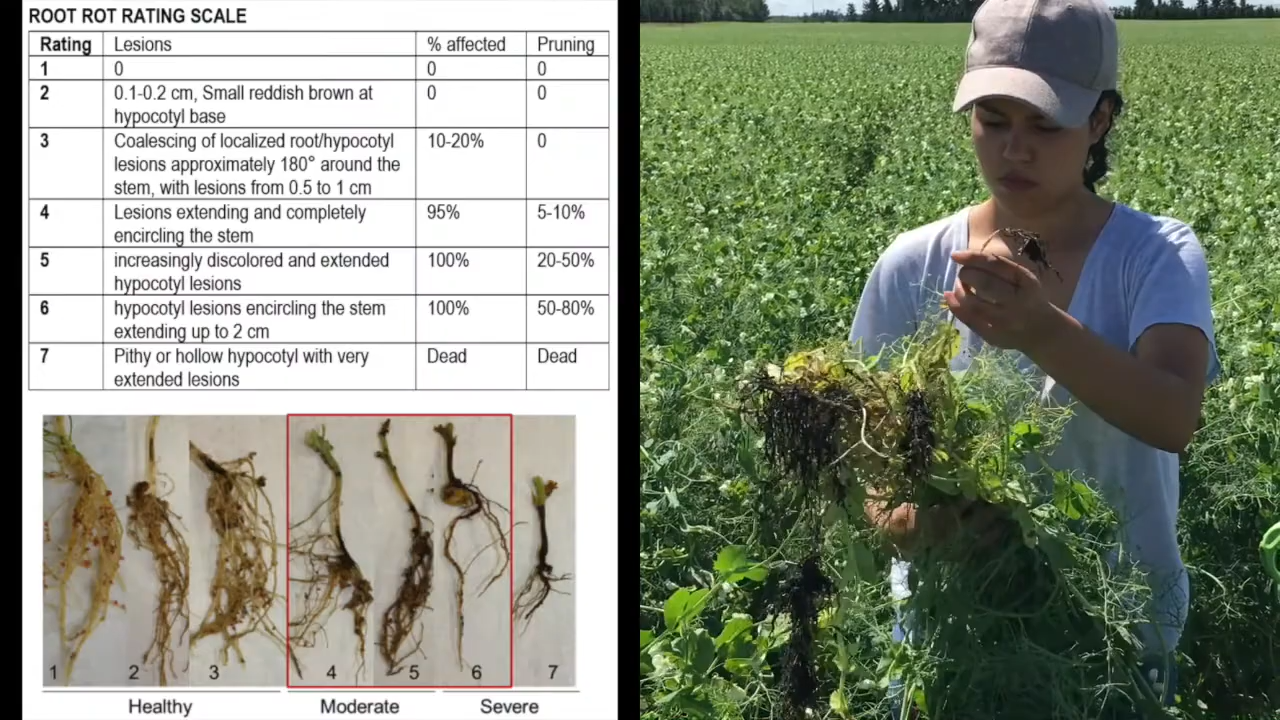 ROOT ROT RATING SCALE
Rating Lesions % affected Pruning
1 0 0 0
2 0.1-0.2 cm, Small reddish brown at 0 0
hypocotyl base
3 Coalescing of localized root/hypocotyl 10-20% 0
lesions approximately 180° around the
stem, with lesions from 0.5 to 1 cm
4 Lesions extending and completely 95% 5-10%
encircling the stem
5 increasingly discolored and extended 100% 20-50%
hypocotyl lesions
6 hypocotyl lesions encircling the stem 100% 50-80%
extending up to 2 cm
7 Pithy or hollow hypocotyl with very Dead Dead
extended lesions
1 2 3 4 5 6 7
Healthy Moderate Severe